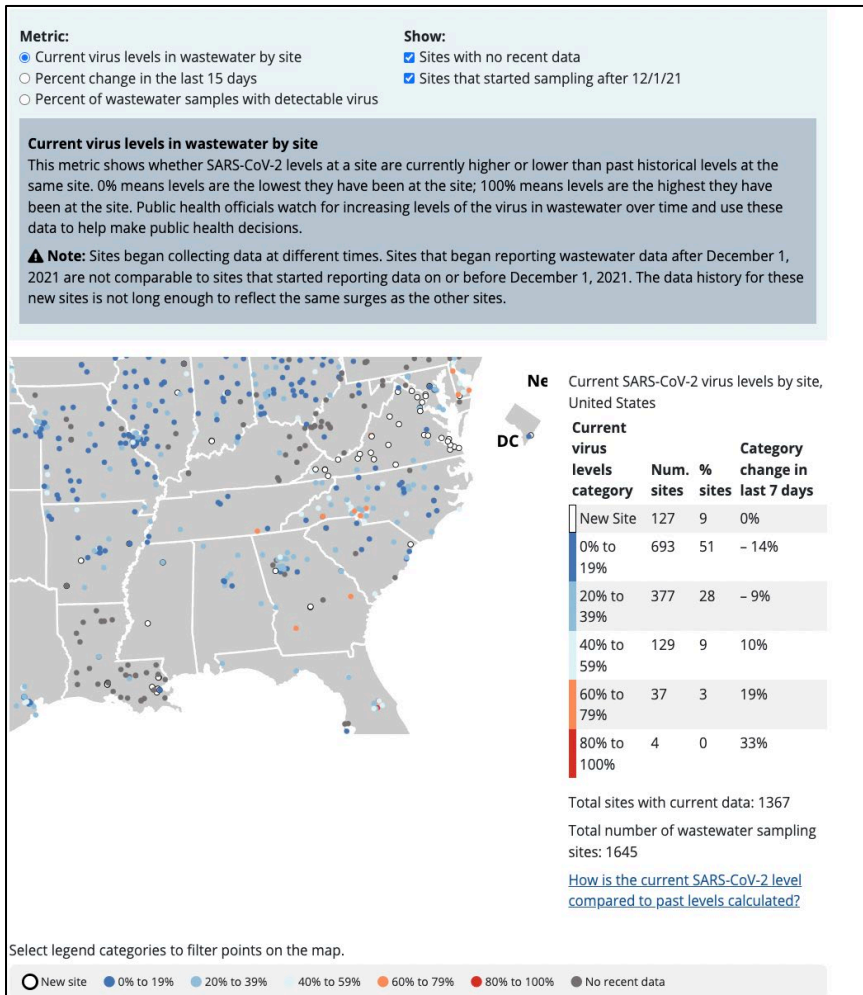 Metric:
Current virus levels in wastewater by site
Percent change in the last 15 days
Percent of wastewater samples with detectable virus
Show:
Sites with no recent data
Sites that started sampling after 12/1/21
Current virus levels in wastewater by site
This metric shows whether SARS-CoV-2 levels at a site are currently higher or lower than past historical levels at the
same site. 0% means levels are the lowest they have been at the site; 100% means levels are the highest they have
been at the site. Public health officials watch for increasing levels of the virus in wastewater over time and use these
data to help make public health decisions.
Note: Sites began collecting data at different times. Sites that began reporting wastewater data after December 1,
2021 are not comparable to sites that started reporting data on or before December 1, 2021. The data history for these
new sites is not long enough to reflect the same surges as the other sites.
Ne
DC
Current SARS-CoV-2 virus levels by site,
United States
Current
virus
levels
category
Num.
sites
%
sites
Category
change in
last 7 days
New Site 127 9 0%
0% to
19%
693 51 – 14%
20% to
39%
377 28 – 9%
40% to
59%
129 9 10%
60% to
79%
37 3 19%
80% to
100%
4 0 33%
Total sites with current data: 1367
Total number of wastewater sampling
sites: 1645
How is the current SARS-CoV-2 level
compared to past levels calculated?
Select legend categories to filter points on the map.
New site 0% to 19% 20% to 39% 40% to 59% 60% to 79% 80% to 100% No recent data